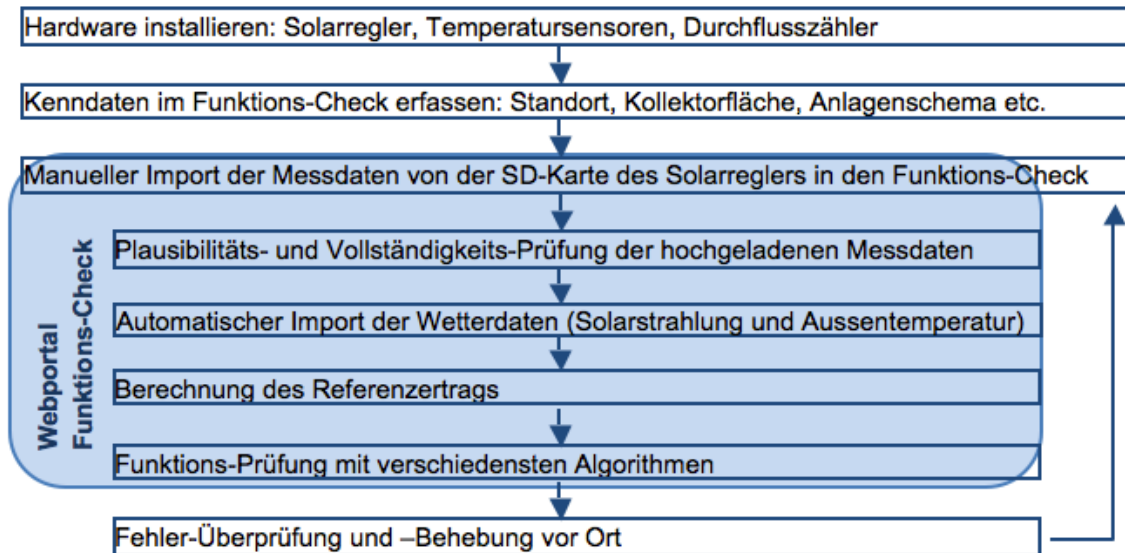 Hardware installieren: Solarregler, Temperatursensoren, Durchflusszähler
Kenndaten im Funktions-Check erfassen: Standort, Kollektorfläche, Anlagenschema etc.
Manueller Import der Messdaten von der SD-Karte des Solarreglers in den Funktions-Check
Webportal
Funktions-Check
Plausibilitäts- und Vollständigkeits-Prüfung der hochgeladenen Messdaten
Automatischer Import der Wetterdaten (Solarstrahlung und Aussentemperatur)
Berechnung des Referenzertrags
Funktions-Prüfung mit verschiedensten Algorithmen
Fehler-Überprüfung und –Behebung vor Ort